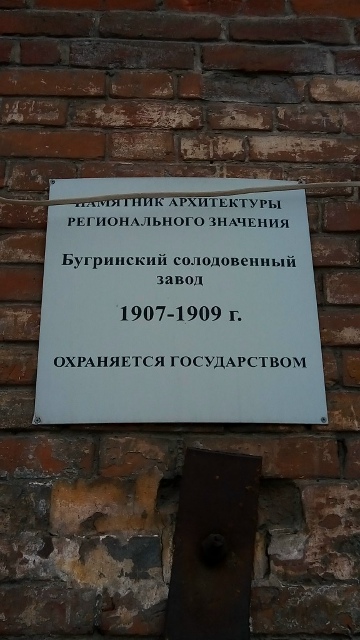 ПАМЯТНИК АРХИТЕКТУРЫ
РЕГИОНАЛЬНОГО ЗНАЧЕНИЯ
Бугринский солодовенный
завод
1907-1909 г.
ОХРАНЯЕТСЯ ГОСУДАРСТВОМ